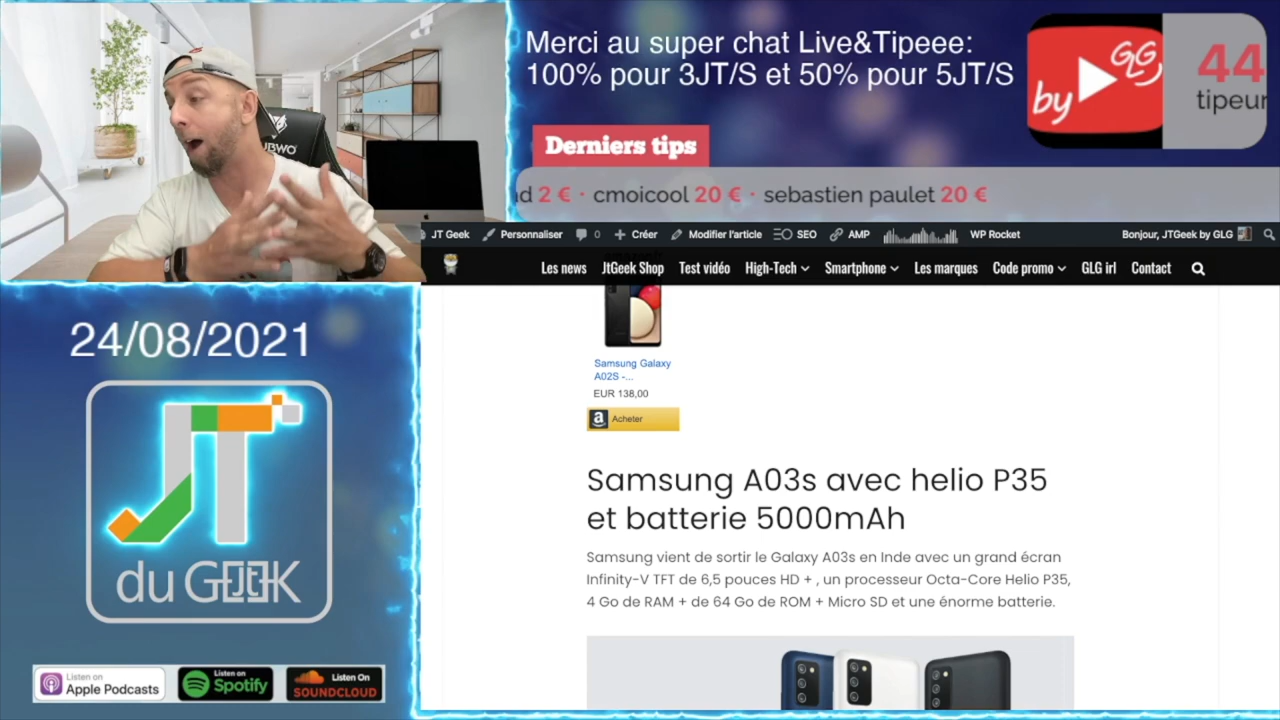 Merci au super chat Live&Tipeee:
100% pour 3JT/S et 50% pour 5JT/S
by GLG
44
tipeur
Derniers tips
d 2 € · cmoicool 20 € · sebastien paulet 20 €
JT Geek Personnaliser 0 Créer Modifier l'article SEO AMP WP Rocket Bonjour, JTGeek by GLG
Les news JtGeek Shop Test vidéo High-Tech Smartphone Les marques Code promo GLG irl Contact
24/08/2021
JT
du GEEK
Listen on
Apple Podcasts
Listen on
Spotify
Listen On
SOUNDCLOUD
Samsung Galaxy
A02S -...
EUR 138,00
a Acheter
Samsung A03s avec helio P35
et batterie 5000mAh
Samsung vient de sortir le Galaxy A03s en Inde avec un grand écran
Infinity-V TFT de 6,5 pouces HD + , un processeur Octa-Core Helio P35,
4 Go de RAM + de 64 Go de ROM + Micro SD et une énorme batterie.